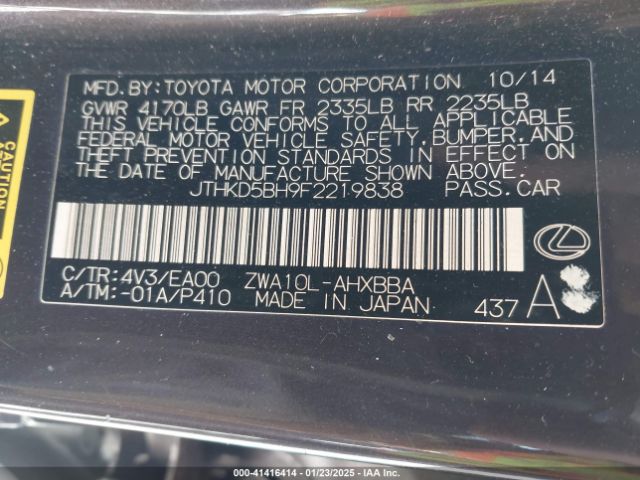 MFD.BY:TOYOTA MOTOR CORPORATION 10/14
GVWR 4170LB GAWR FR 2335LB RR 2235LB
THIS VEHICLE CONFORMS TO ALL APPLICABLE
FEDERAL MOTOR VEHICLE SAFETY,BUMPER,AND
THEFT PREVENTION STANDARDS IN EFFECT ON
THE DATE OF MANUFACTURE SHOWN ABOVE.
JTHKD5BH9F2219838 PASS.CAR
C/TR:4V3/EA00 ZWA10L-AHXBBA
A/TM:-01A/P410 MADE IN JAPAN 437 A
CAUTION
000-41416414 - 01/23/2025 - IAA Inc.